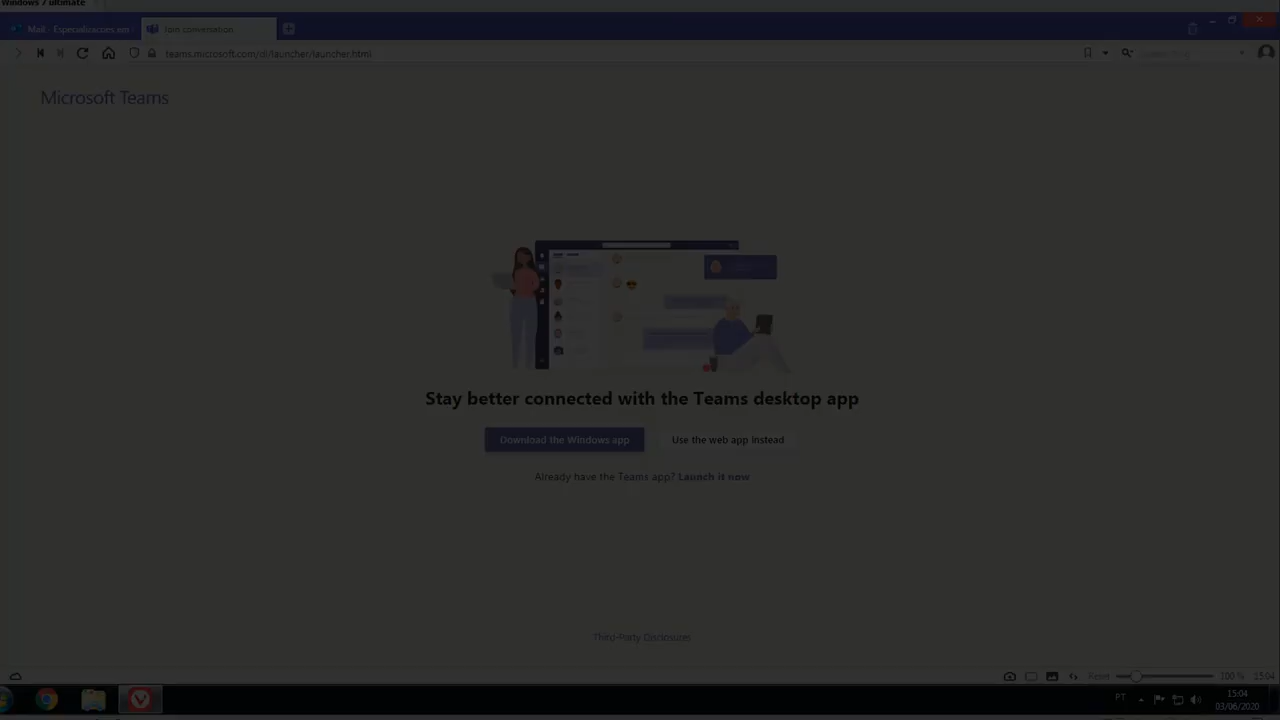 Windows 7 ultimate
Mail - Especializacoes am
Join conversation
teams.microsoft.com/dl/launcher/launcher.html
Microsoft Teams
Stay better connected with the Teams desktop app
Download the Windows app
Use the web app instead
Already have the Teams app? Launch it now
Third-Party Disclosures
Reset
100 %
15:04
PT
15:04
03/06/2020